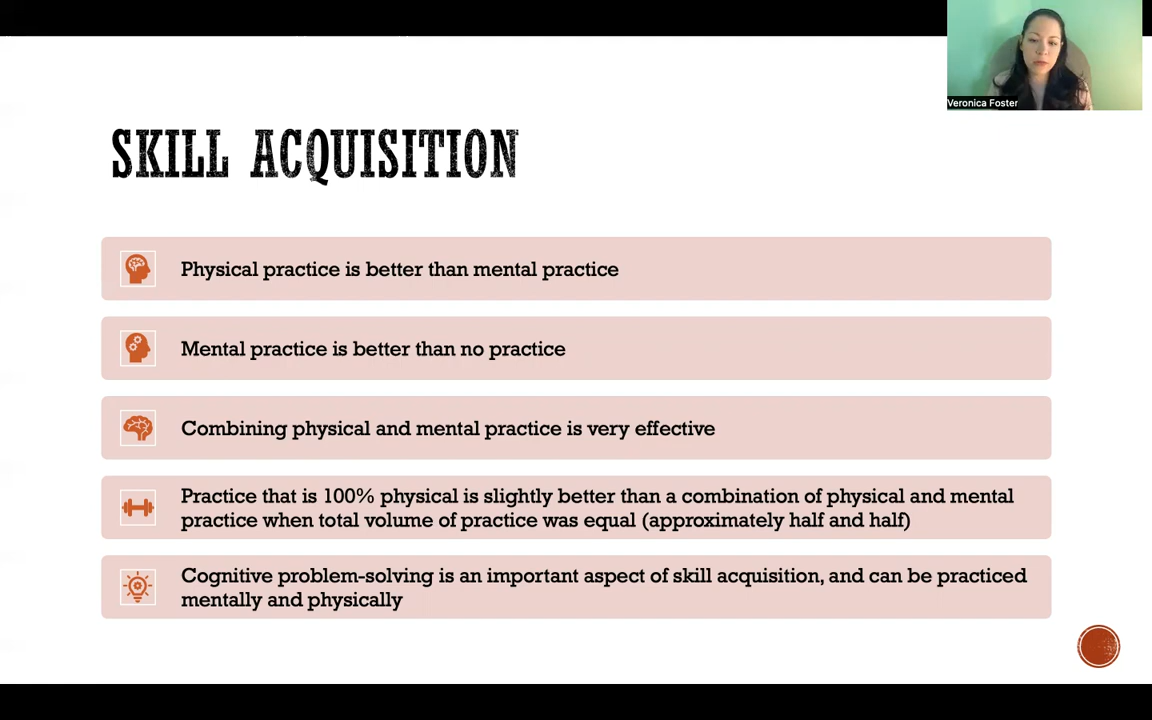 Veronica Foster
SKILL ACQUISITION
Physical practice is better than mental practice
Mental practice is better than no practice
Combining physical and mental practice is very effective
Practice that is 100% physical is slightly better than a combination of physical and mental
practice when total volume of practice was equal (approximately half and half)
Cognitive problem-solving is an important aspect of skill acquisition, and can be practiced
mentally and physically